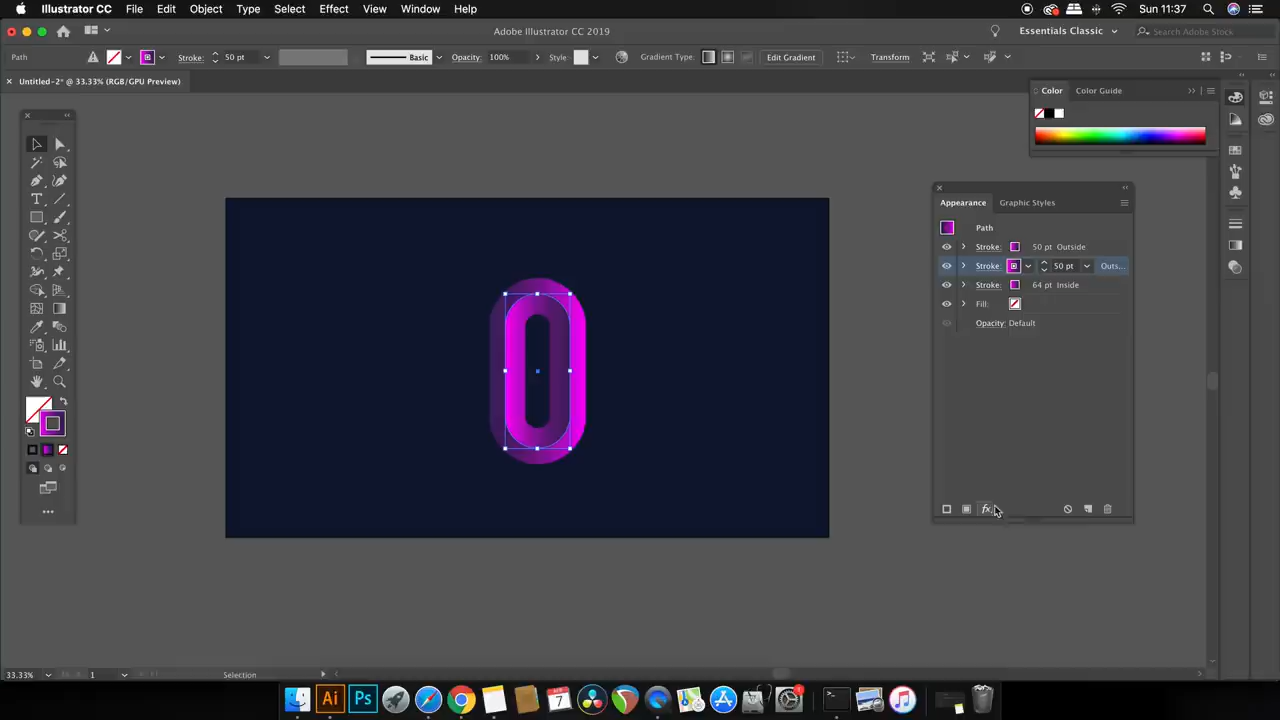 Illustrator CC File Edit Object Type Select Effect View Window Help Sun 11:37
Adobe Illustrator CC 2019 Essentials Classic Search Adobe Stock
Path Stroke: 50 pt Basic Opacity: 100% Style Gradient Type: Edit Gradient Transform
Untitled-2* @ 33.33% (RGB/GPU Preview)
Color Color Guide
Appearance Graphic Styles
Path
Stroke: 50 pt Outside
Stroke: 50 pt Outs...
Stroke: 64 pt Inside
Fill:
Opacity: Default
fx
33.33% 1 Selection
Ai Ps